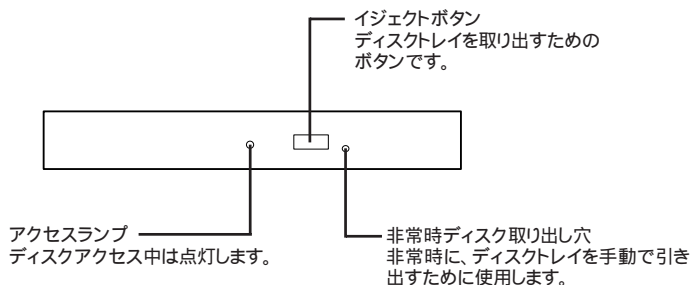 イジェクトボタン
ディスクトレイを取り出すための
ボタンです。
アクセスランプ
ディスクアクセス中は点灯します。
非常時ディスク取り出し穴
非常時に、ディスクトレイを手動で引き
出すために使用します。